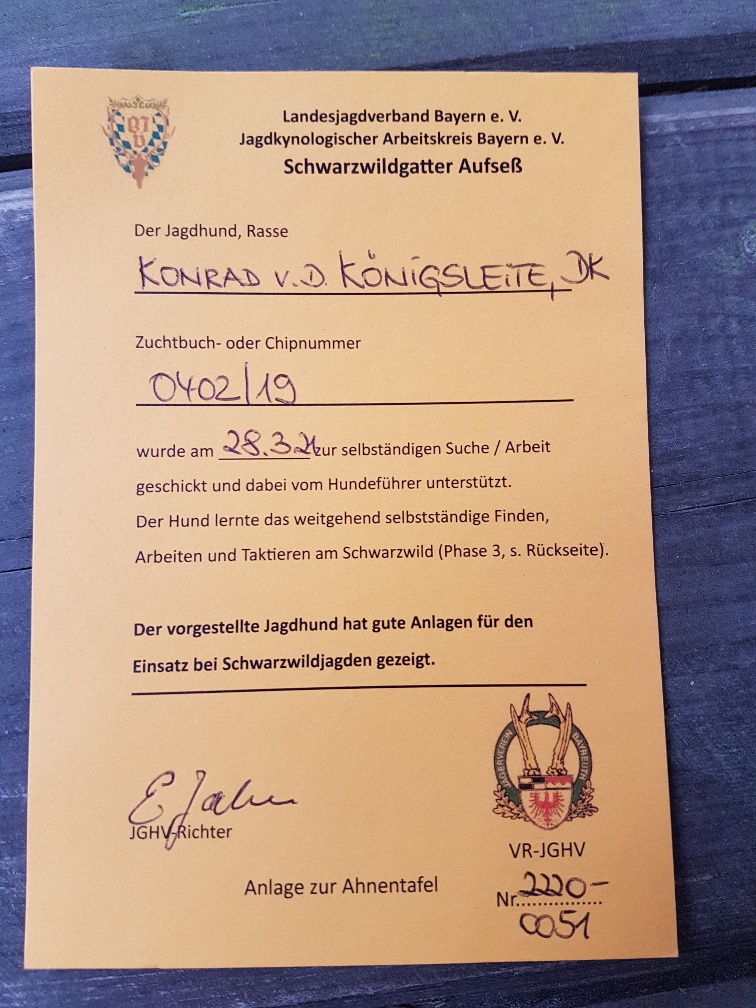 Landesjagdverband Bayern e. V.
Jagdkynologischer Arbeitskreis Bayern e. V.
Schwarzwildgatter Aufseß
Der Jagdhund, Rasse
KONRAD V.D. KÖNIGSLEITE, DK
Zuchtbuch- oder Chipnummer
0402/19
wurde am 28.3.21 zur selbständigen Suche / Arbeit
geschickt und dabei vom Hundeführer unterstützt.
Der Hund lernte das weitgehend selbstständige Finden,
Arbeiten und Taktieren am Schwarzwild (Phase 3, s. Rückseite).
Der vorgestellte Jagdhund hat gute Anlagen für den
Einsatz bei Schwarzwildjagden gezeigt.
JÄGERVEREIN BAYREUTH
JGHV-Richter
VR-JGHV
Anlage zur Ahnentafel
Nr. 2220-
0051